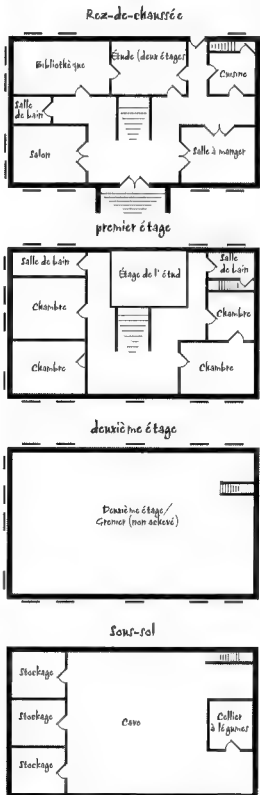 Rez-de-chaussée
Bibliothèque
Étude (deux étages
Cuisine
Salle
de bain
Salon
Salle à manger
premier étage
Salle de bain
Étage de l' étud
Salle
de bain
Chambre
Chambre
Chambre
Chambre
deuxième étage
Deuxième étage/
Grenier (non achevé)
Sous-sol
Stockage
Stockage
Cave
Cellier
à légumes
Stockage